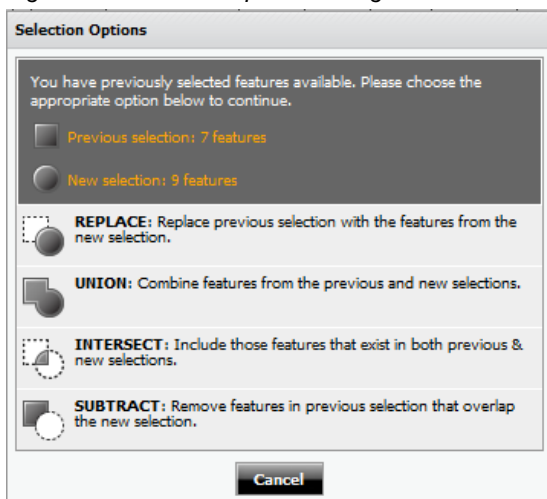 Selection Options
You have previously selected features available. Please choose the
appropriate option below to continue.
Previous selection: 7 features
New selection: 9 features
REPLACE: Replace previous selection with the features from the
new selection.
UNION: Combine features from the previous and new selections.
INTERSECT: Include those features that exist in both previous &
new selections.
SUBTRACT: Remove features in previous selection that overlap
the new selection.
Cancel